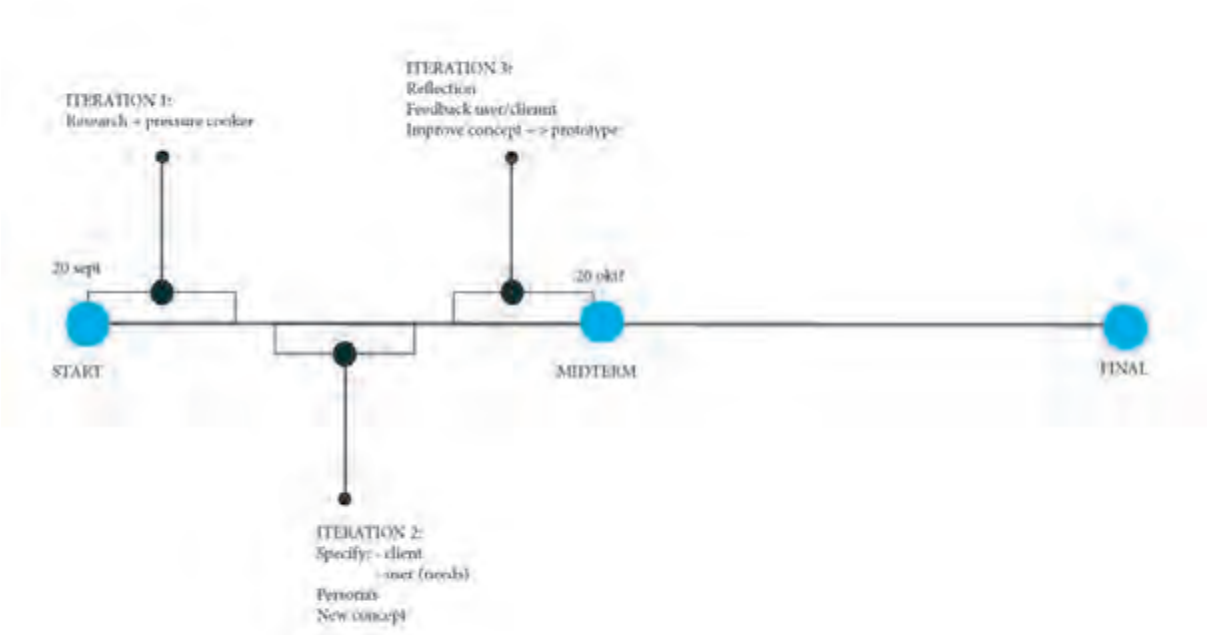 ITERATION 1:
Research + pressure cooker
ITERATION 3:
Reflection
Feedback user/cliennt
Improve concept --> prototype
20 sept
20 okt?
START
MIDTERM
FINAL
ITERATION 2:
Specify: - client
- user (needs)
Persona's
New concept